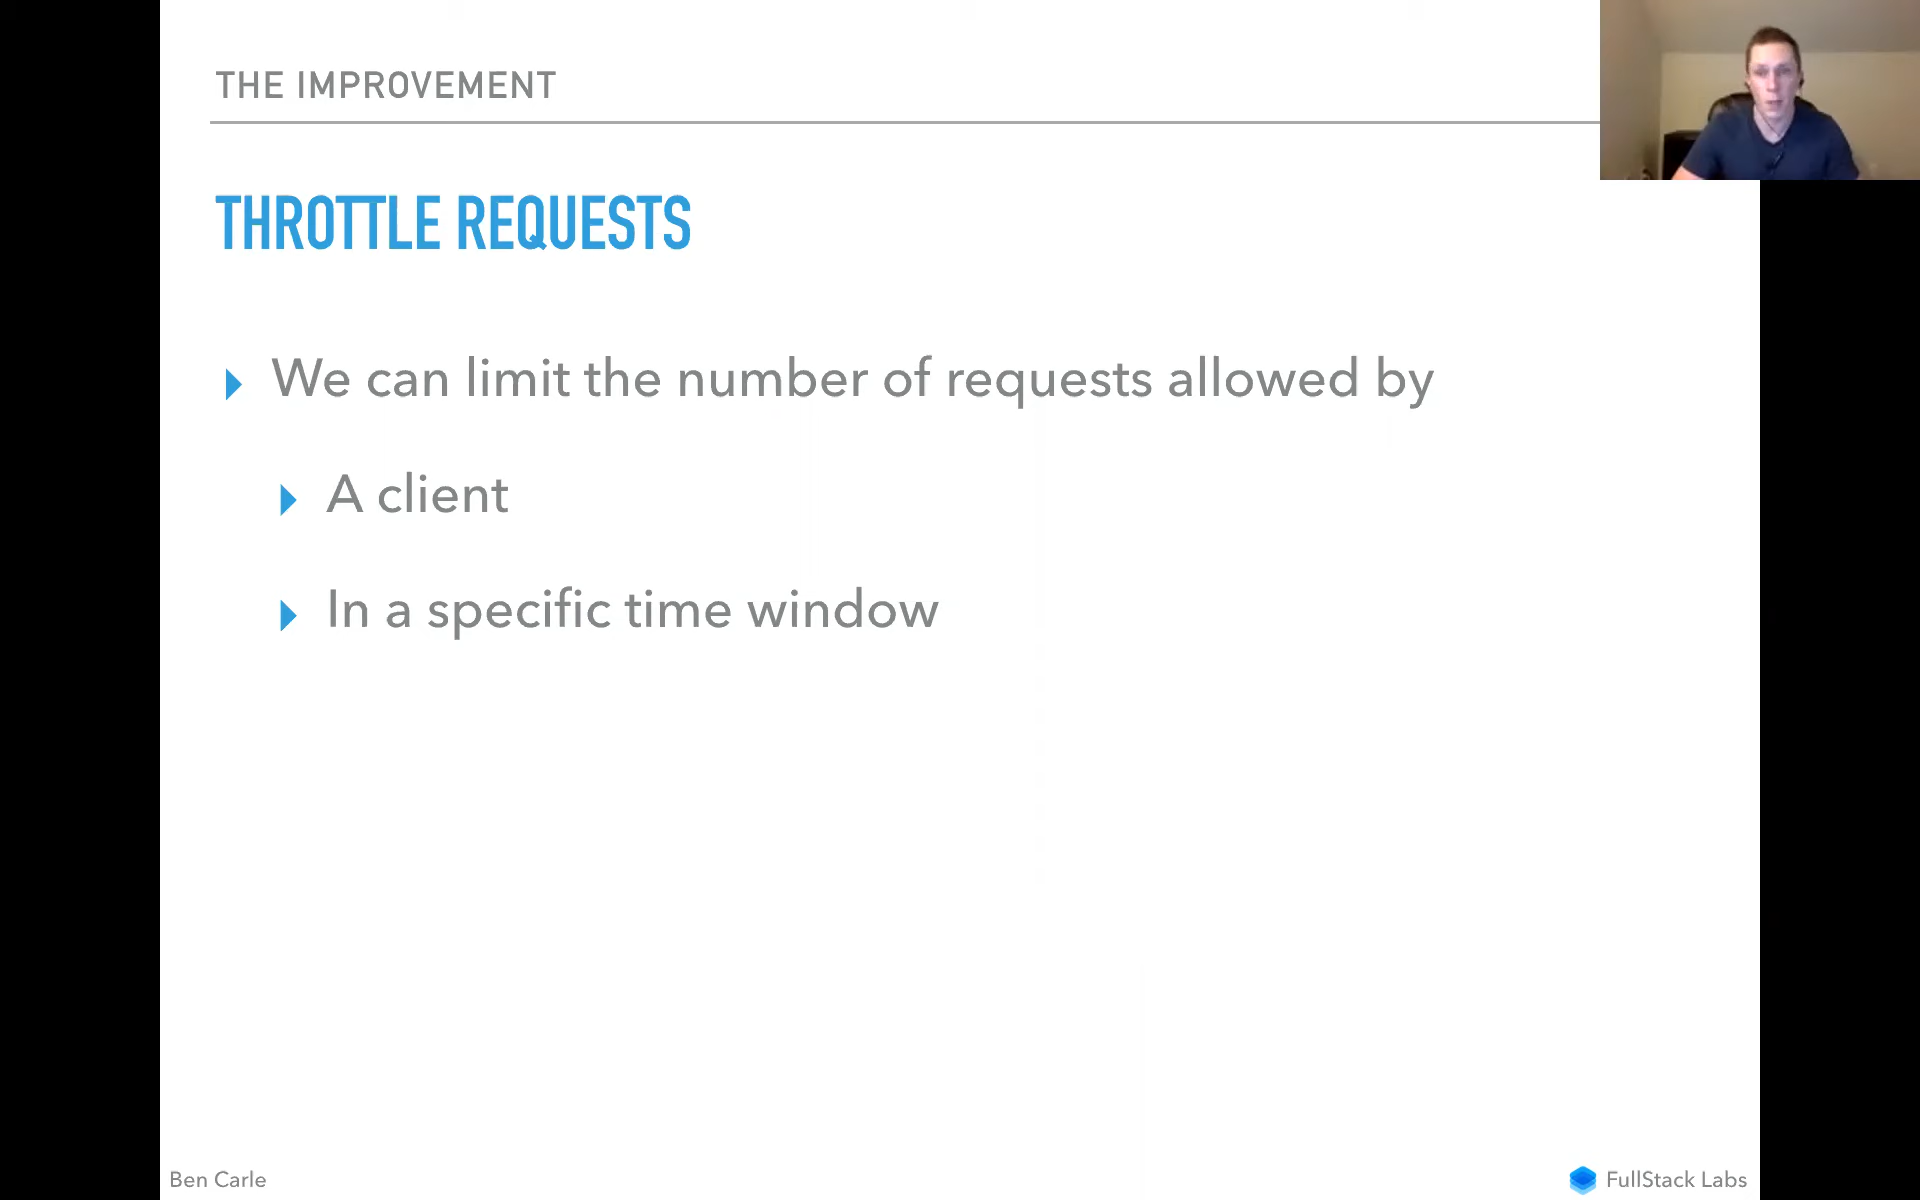 THE IMPROVEMENT
THROTTLE REQUESTS
We can limit the number of requests allowed by
A client
In a specific time window
Ben Carle
FullStack Labs